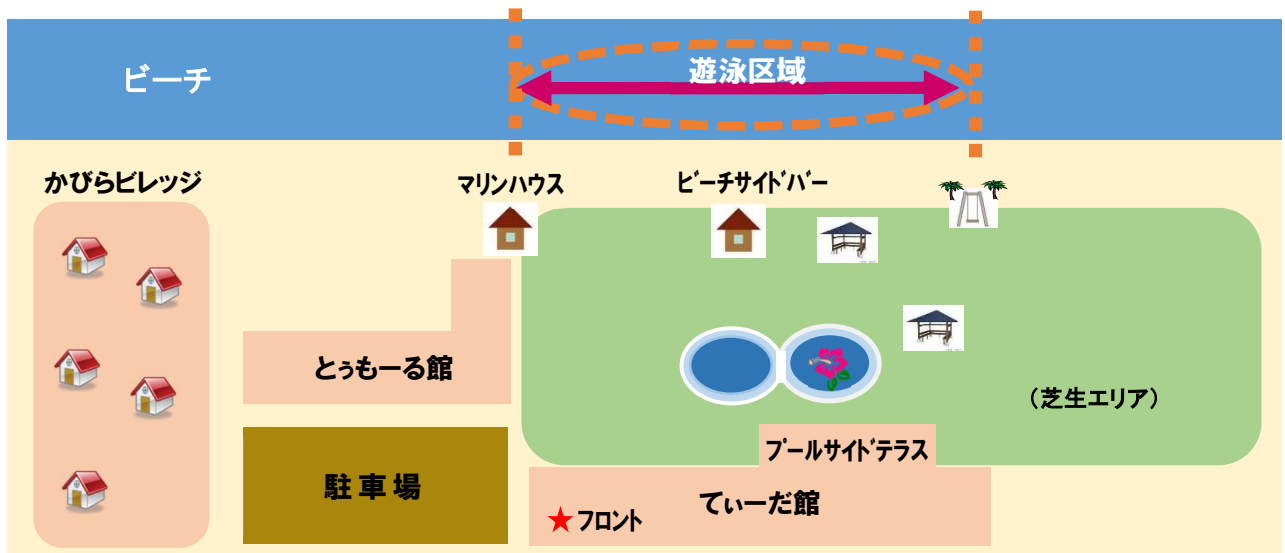 ビーチ
遊泳区域
かびらビレッジ
マリンハウス
ビーチサイドバー
とぅもーる館
(芝生エリア)
プールサイドテラス
駐車場
てぃーだ館
★フロント